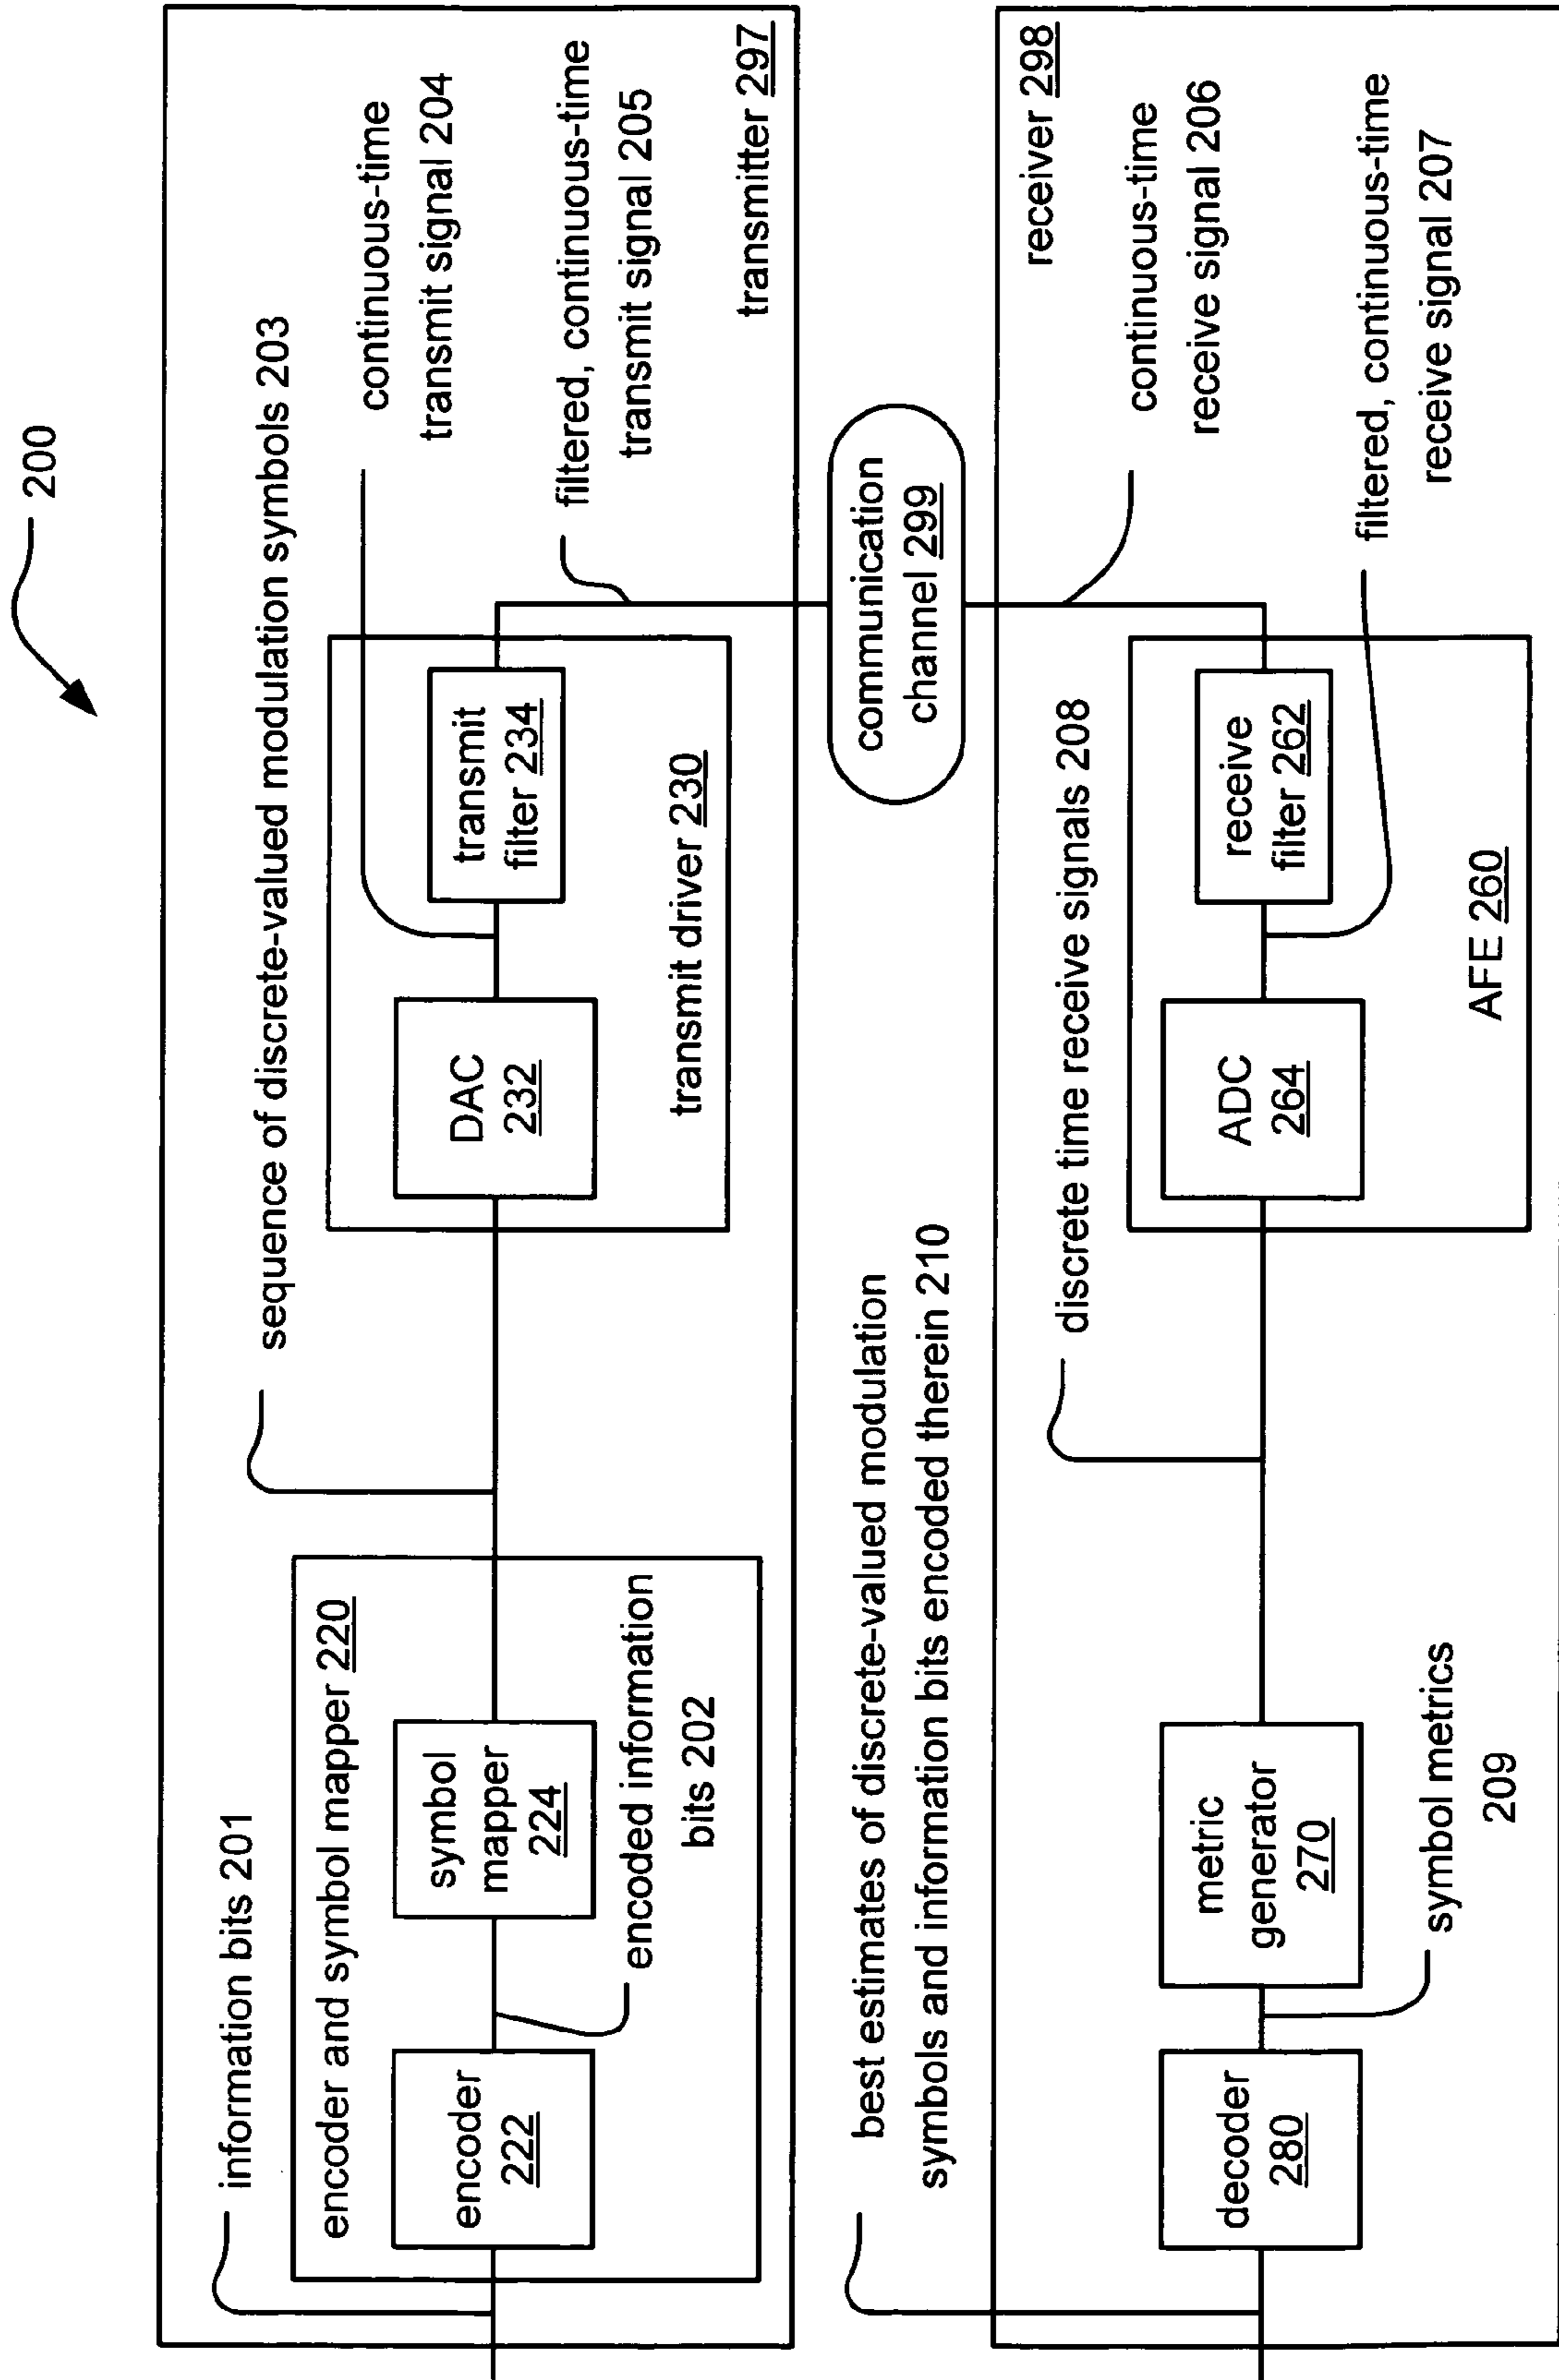 200
information bits 201
sequence of discrete-valued modulation symbols 203
encoder and symbol mapper 220
encoder
222
symbol
mapper
224
encoded information
bits 202
DAC
232
transmit
filter 234
transmit driver 230
continuous-time
transmit signal 204
filtered, continuous-time
transmit signal 205
transmitter 297
communication
channel 299
best estimates of discrete-valued modulation
symbols and information bits encoded therein 210
decoder
280
metric
generator
270
symbol metrics
209
discrete time receive signals 208
ADC
264
receive
filter 262
AFE 260
receiver 298
continuous-time
receive signal 206
filtered, continuous-time
receive signal 207